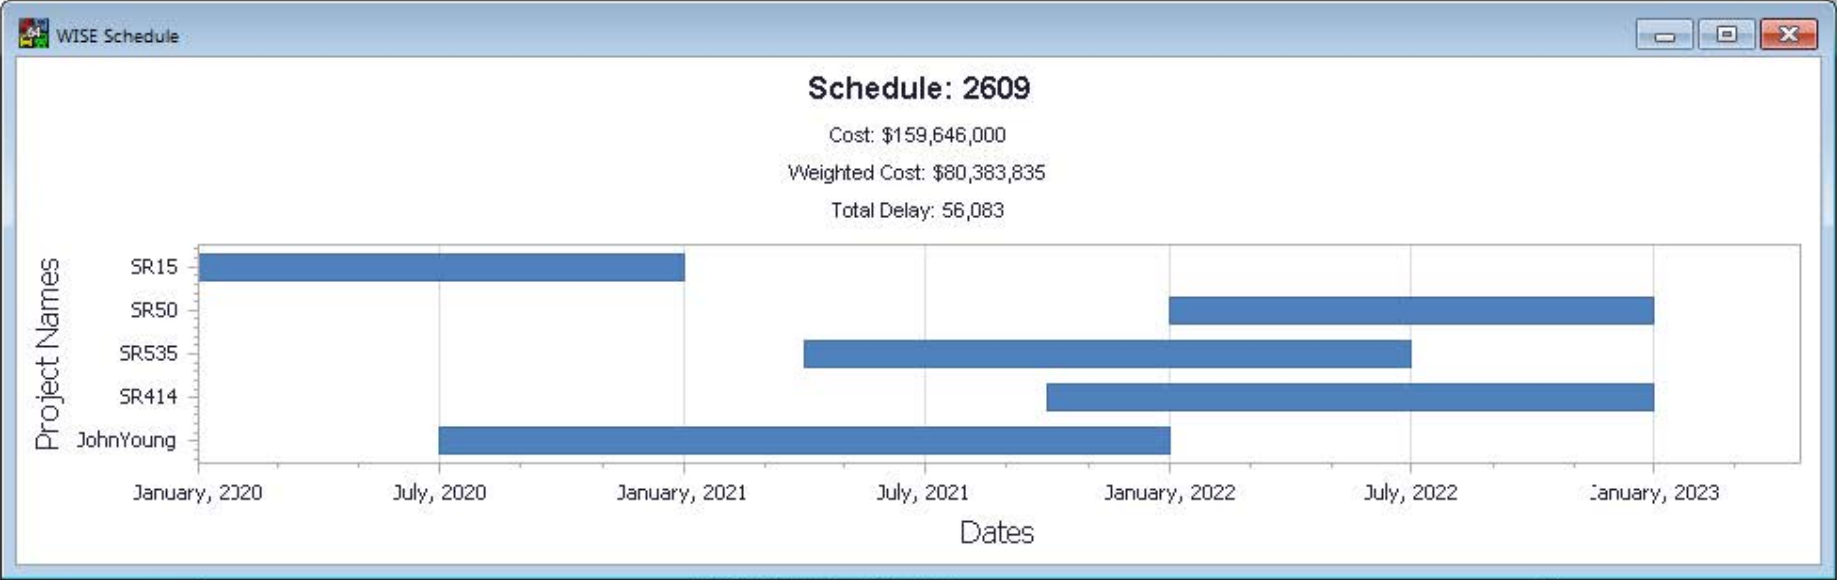 WISE Schedule
Schedule: 2609
Cost: $159,646,000
Weighted Cost: $80,383,835
Total Delay: 56,083
Project Names
SR15
SR50
SR535
SR414
JohnYoung
January, 2020 July, 2020 January, 2021 July, 2021 January, 2022 July, 2022 January, 2023
Dates